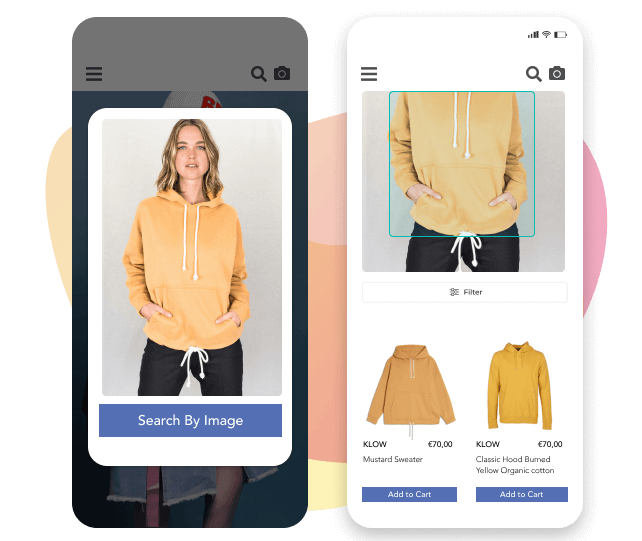 Search By Image
Filter
KLOW €70,00
Mustard Sweater
Add to Cart
KLOW €70,00
Classic Hood Burned
Yellow Organic cotton
Add to Cart